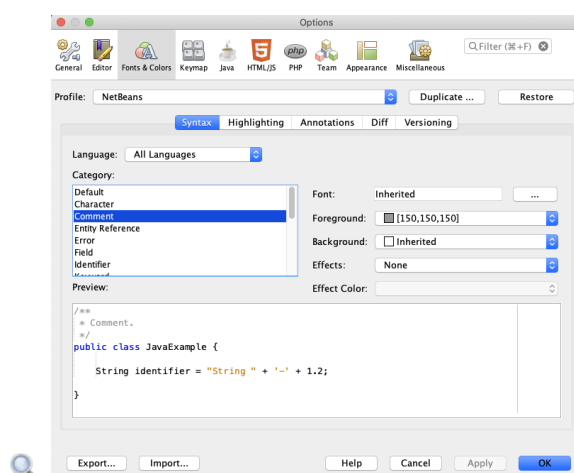 Options
General Editor Fonts & Colors Keymap Java HTML/JS PHP Team Appearance Miscellaneous
Filter (⌘+F)
Profile: NetBeans Duplicate ... Restore
Syntax Highlighting Annotations Diff Versioning
Language: All Languages
Category:
Default
Character
Comment
Entity Reference
Error
Field
Identifier
Font: Inherited ...
Foreground: [150,150,150]
Background: Inherited
Effects: None
Effect Color:
Preview:
/**
 * Comment.
 */
public class JavaExample {
    String identifier = "String " + '-' + 1.2;
}
Export... Import... Help Cancel Apply OK